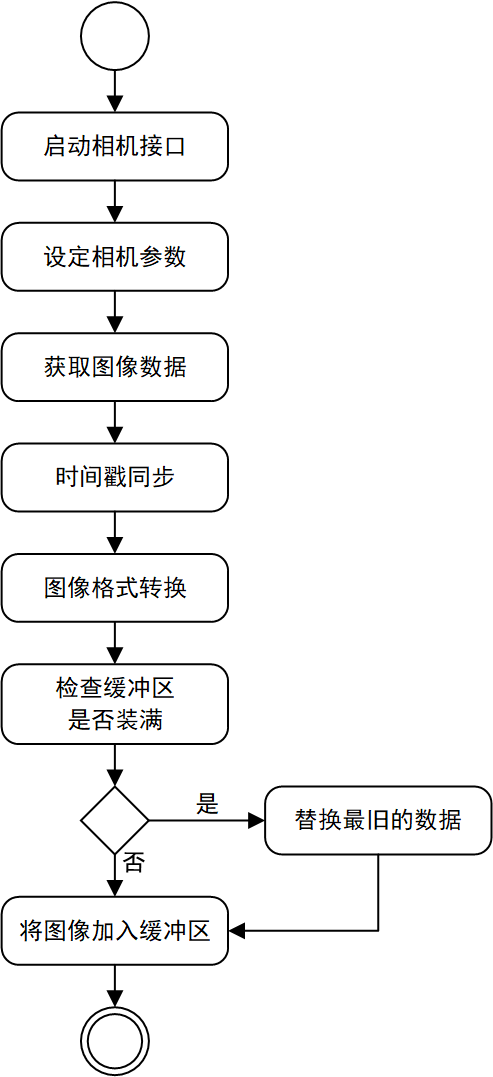 启动相机接口
设定相机参数
获取图像数据
时间戳同步
图像格式转换
检查缓冲区
是否装满
是
替换最旧的数据
否
将图像加入缓冲区